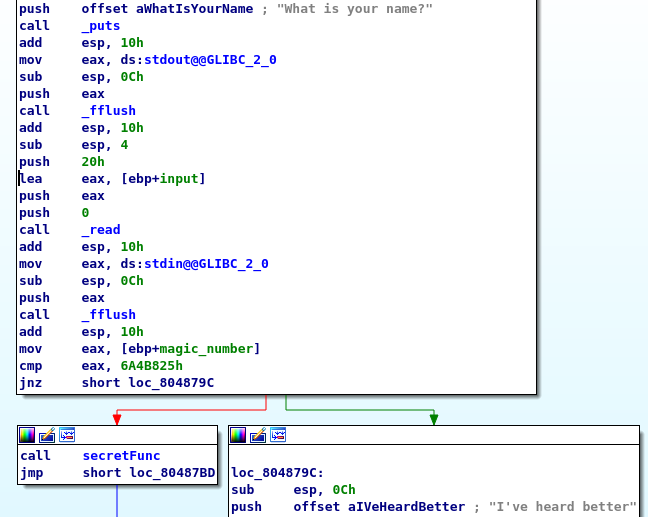 push offset aWhatIsYourName ; "What is your name?"
call _puts
add esp, 10h
mov eax, ds:stdout@@GLIBC_2_0
sub esp, 0Ch
push eax
call _fflush
add esp, 10h
sub esp, 4
push 20h
lea eax, [ebp+input]
push eax
push 0
call _read
add esp, 10h
mov eax, ds:stdin@@GLIBC_2_0
sub esp, 0Ch
push eax
call _fflush
add esp, 10h
mov eax, [ebp+magic_number]
cmp eax, 6A4B825h
jnz short loc_804879C
call secretFunc
jmp short loc_80487BD
loc_804879C:
sub esp, 0Ch
push offset aIVeHeardBetter ; "I've heard better"